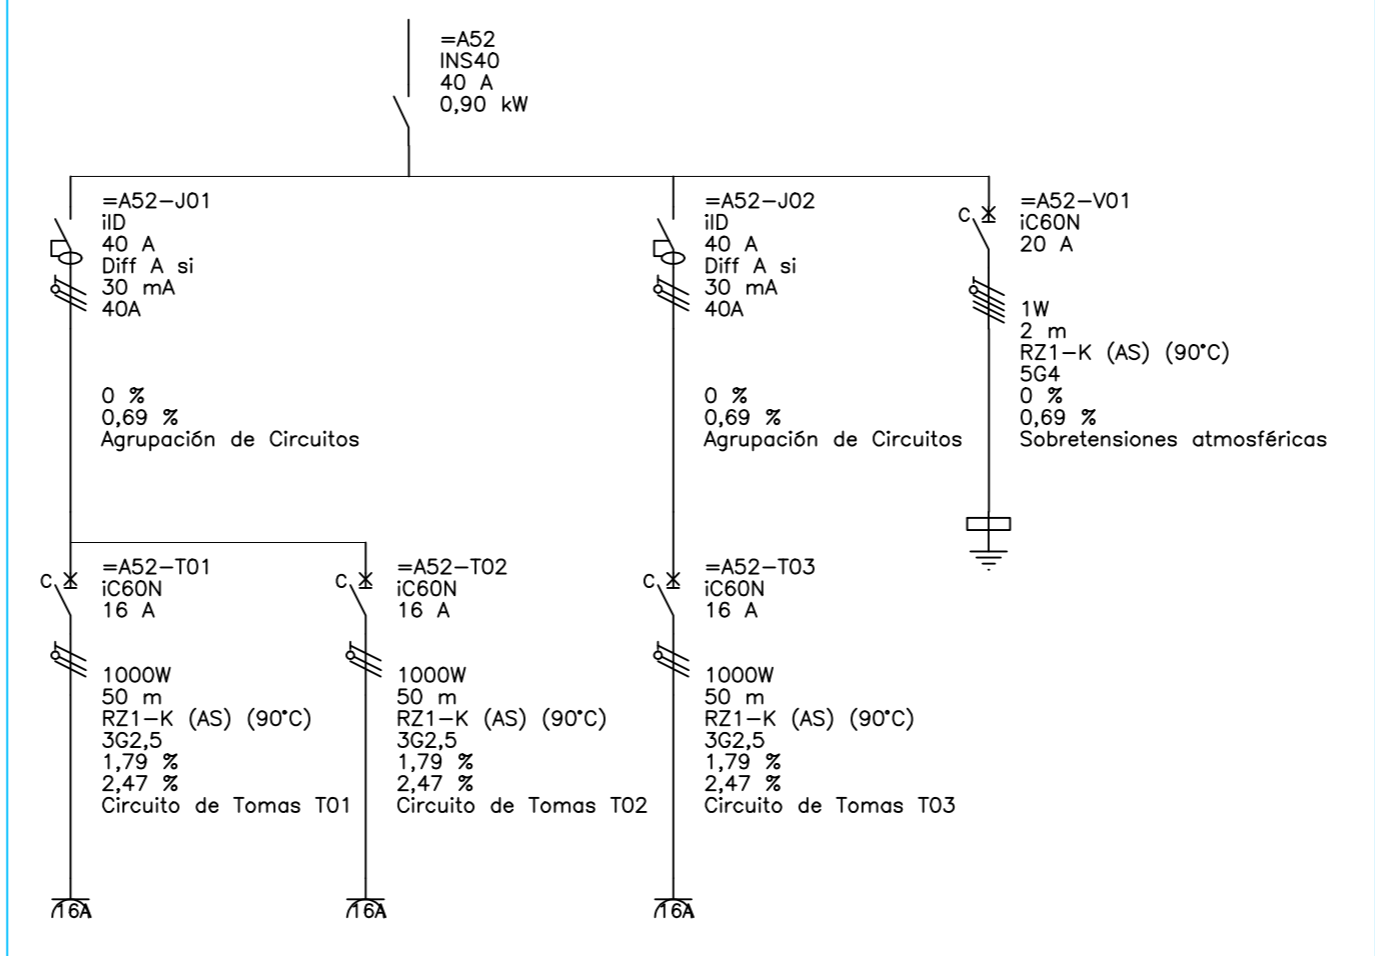 =A52
INS40
40 A
0,90 kW
=A52-J01
iID
40 A
Diff A si
30 mA
40A
0 %
0,69 %
Agrupación de Circuitos
=A52-J02
iID
40 A
Diff A si
30 mA
40A
0 %
0,69 %
Agrupación de Circuitos
C
=A52-V01
iC60N
20 A
1W
2 m
RZ1-K (AS) (90°C)
5G4
0 %
0,69 %
Sobretensiones atmosféricas
C
=A52-T01
iC60N
16 A
1000W
50 m
RZ1-K (AS) (90°C)
3G2,5
1,79 %
2,47 %
Circuito de Tomas T01
16A
C
=A52-T02
iC60N
16 A
1000W
50 m
RZ1-K (AS) (90°C)
3G2,5
1,79 %
2,47 %
Circuito de Tomas T02
16A
C
=A52-T03
iC60N
16 A
1000W
50 m
RZ1-K (AS) (90°C)
3G2,5
1,79 %
2,47 %
Circuito de Tomas T03
16A